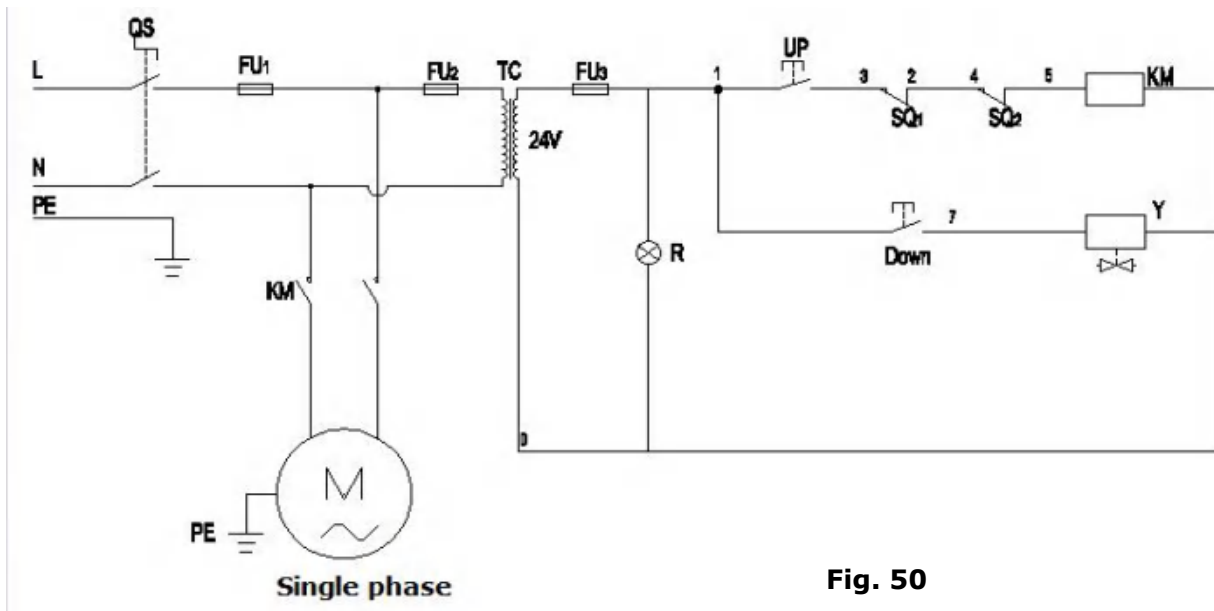 QS
UP
L
FU1
FU2
TC
FU3
1
3
2
4
5
KM
SQ1
SQ2
24V
N
PE
7
Y
Down
R
KM
0
M
PE
Single phase
Fig. 50